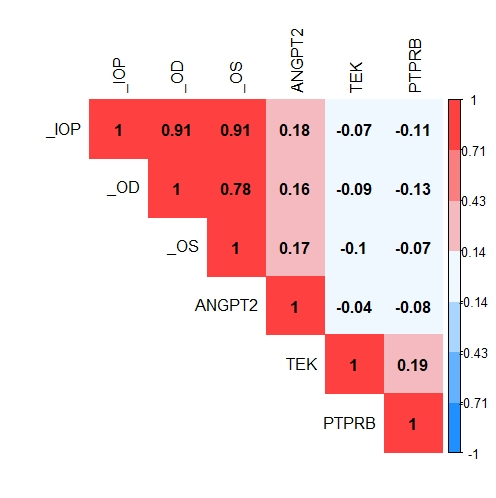 _IOP _OD _OS ANGPT2 TEK PTPRB
_IOP 1 0.91 0.91 0.18 -0.07 -0.11
_OD 1 0.78 0.16 -0.09 -0.13
_OS 1 0.17 -0.1 -0.07
ANGPT2 1 -0.04 -0.08
TEK 1 0.19
PTPRB 1
1
0.71
0.43
0.14
-0.14
-0.43
-0.71
-1